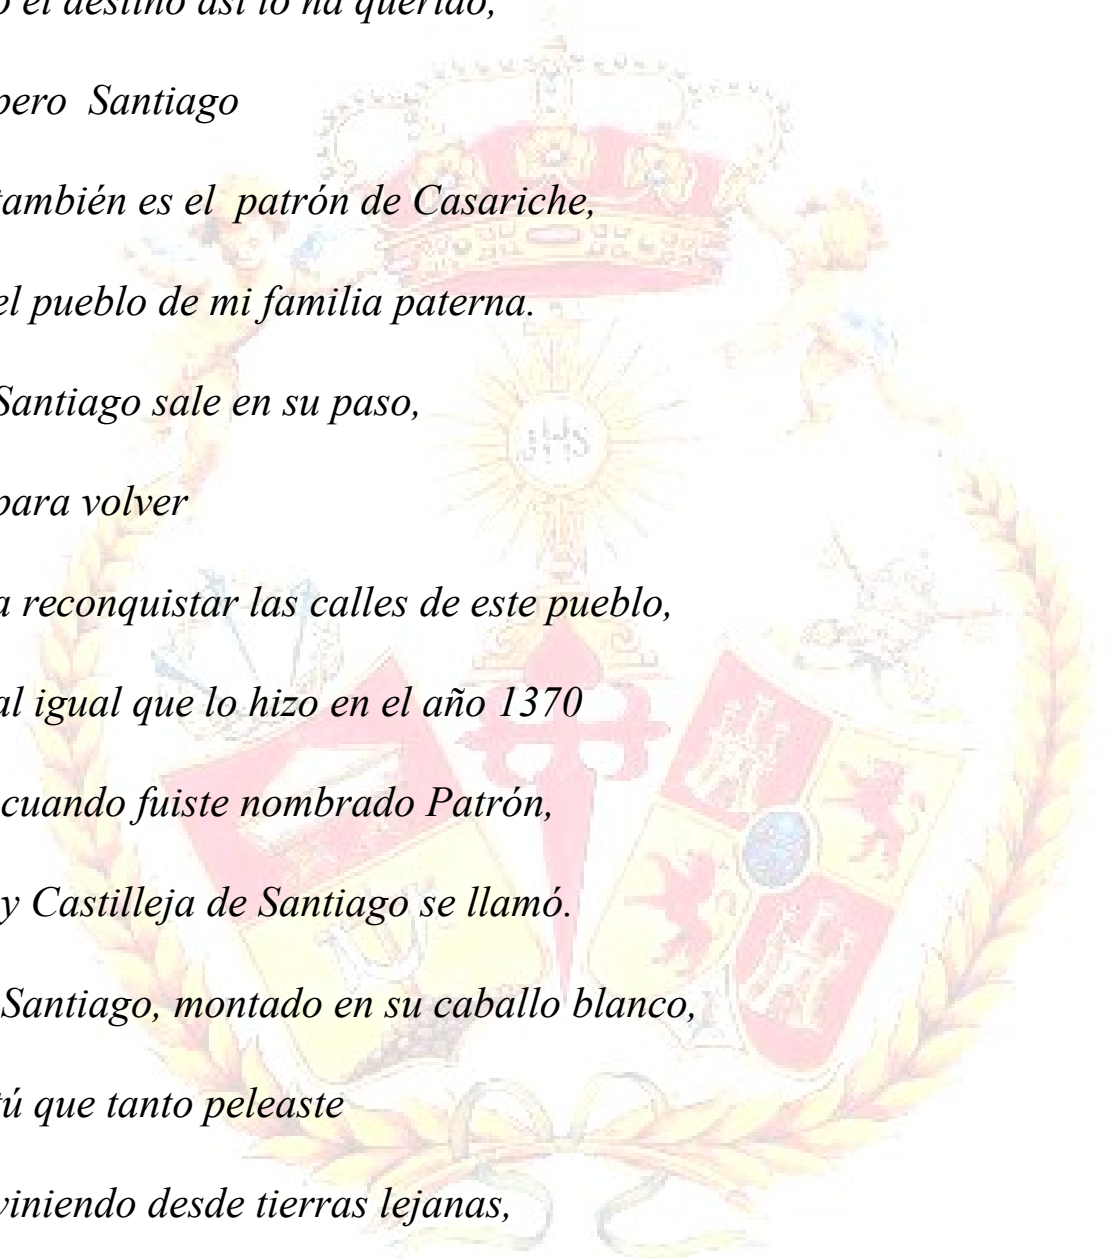 o el destino así lo ha querido,
pero Santiago
también es el patrón de Casariche,
el pueblo de mi familia paterna.
Santiago sale en su paso,
para volver
a reconquistar las calles de este pueblo,
al igual que lo hizo en el año 1370
cuando fuiste nombrado Patrón,
y Castilleja de Santiago se llamó.
Santiago, montado en su caballo blanco,
tú que tanto peleaste
viniendo desde tierras lejanas,